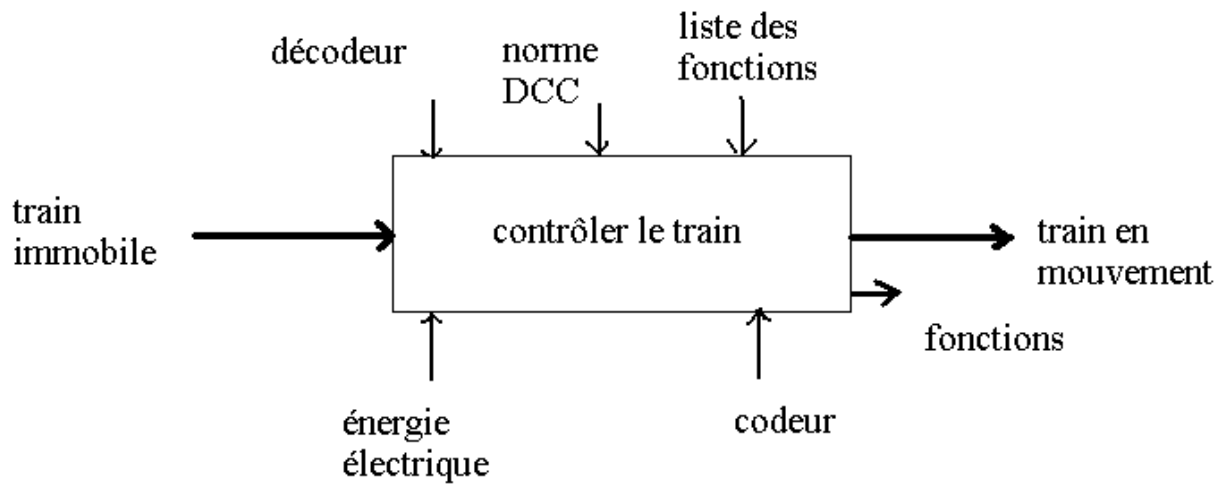 décodeur
norme
DCC
liste des
fonctions
train
immobile
contrôler le train
train en
mouvement
fonctions
énergie
électrique
codeur